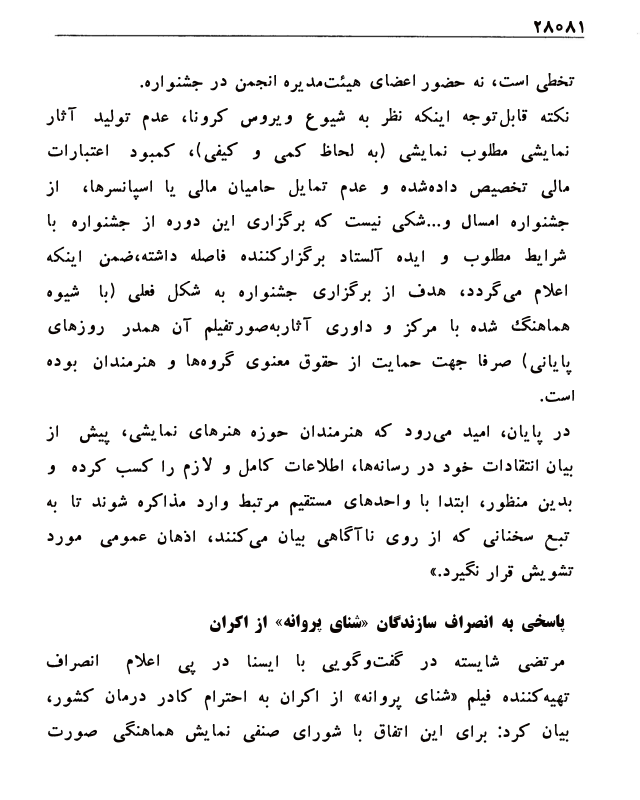 ۲۸۰۸۱
تخطی است، نه حضور اعضای هیئت‌مدیره انجمن در جشنواره.
نکته قابل‌توجه اینکه نظر به شیوع ویروس کرونا، عدم تولید آثار
نمایشی مطلوب نمایشی (به لحاظ کمی و کیفی)، کمبود اعتبارات
مالی تخصیص داده‌شده و عدم تمایل حامیان مالی یا اسپانسرها، از
جشنواره امسال و...شکی نیست که برگزاری این دوره از جشنواره با
شرایط مطلوب و ایده آلستاد برگزارکننده فاصله داشته،ضمن اینکه
اعلام می‌گردد، هدف از برگزاری جشنواره به شکل فعلی (با شیوه
هماهنگ شده با مرکز و داوری آثاربه‌صورتفیلم آن همدر روزهای
پایانی) صرفا جهت حمایت از حقوق معنوی گروه‌ها و هنرمندان بوده
است.
در پایان، امید می‌رود که هنرمندان حوزه هنرهای نمایشی، پیش از
بیان انتقادات خود در رسانه‌ها، اطلاعات کامل و لازم را کسب کرده و
بدین منظور، ابتدا با واحدهای مستقیم مرتبط وارد مذاکره شوند تا به
تبع سخنانی که از روی ناآگاهی بیان می‌کنند، اذهان عمومی مورد
تشویش قرار نگیرد.»
پاسخی به انصراف سازندگان «شنای پروانه» از اکران
مرتضی شایسته در گفت‌وگویی با ایسنا در پی اعلام انصراف
تهیه‌کننده فیلم «شنای پروانه» از اکران به احترام کادر درمان کشور،
بیان کرد: برای این اتفاق با شورای صنفی نمایش هماهنگی صورت